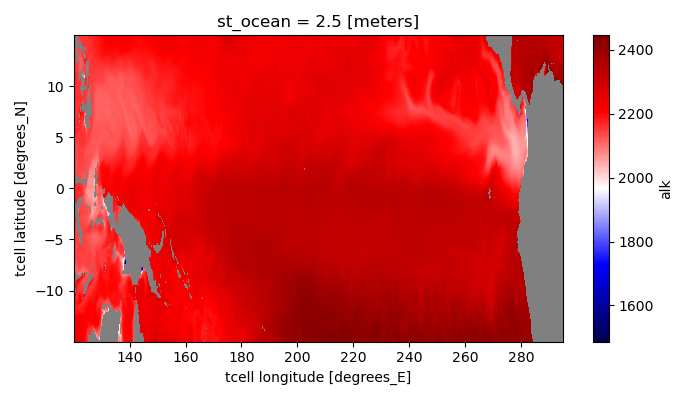 st_ocean = 2.5 [meters]
tcell latitude [degrees_N]
10
5
0
−5
−10
140 160 180 200 220 240 260 280
tcell longitude [degrees_E]
2400
2200
2000
1800
1600
alk